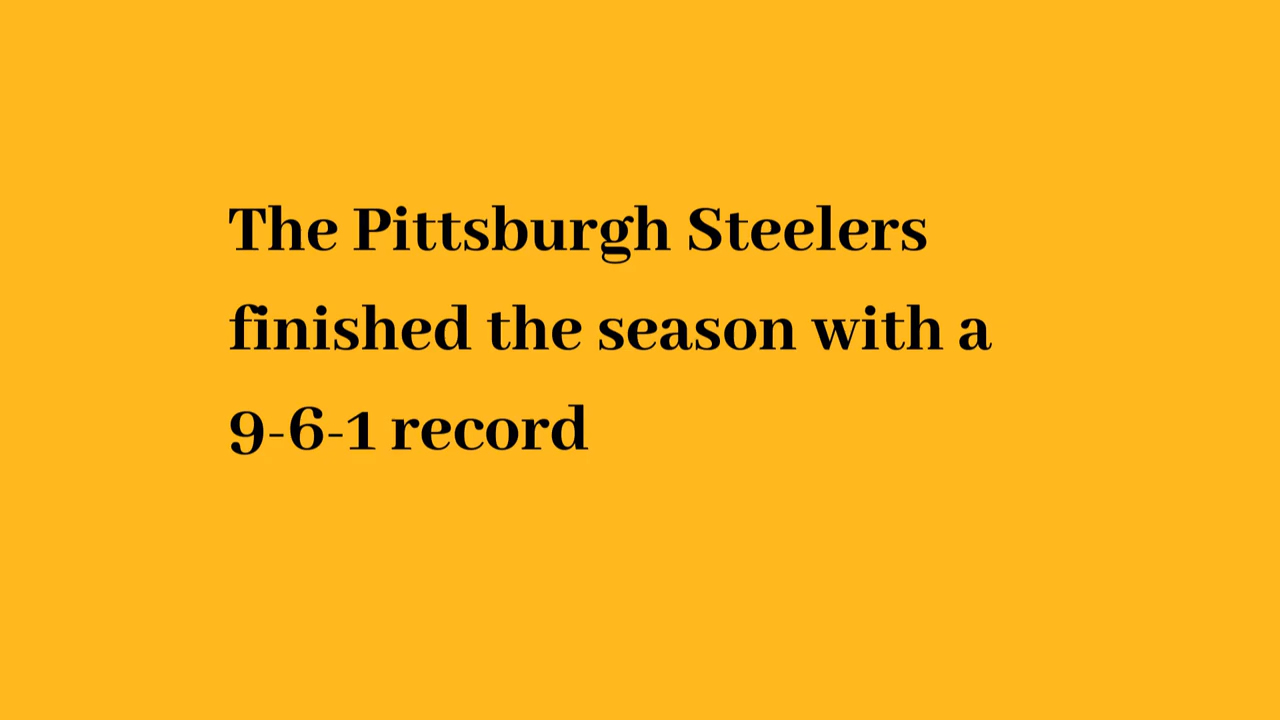 The Pittsburgh Steelers
finished the season with a
9-6-1 record